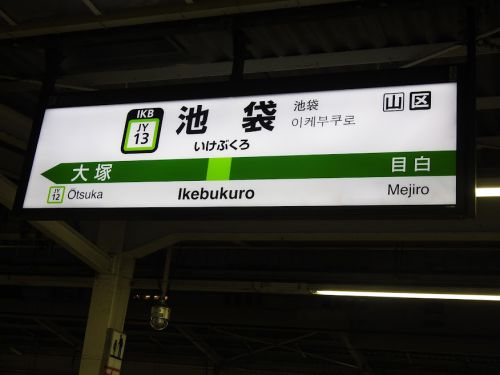 IKB
JY
13
池袋
いけぶくろ
池袋
이케부쿠로
山区
大塚
目白
JY
12
Ōtsuka
Ikebukuro
Mejiro